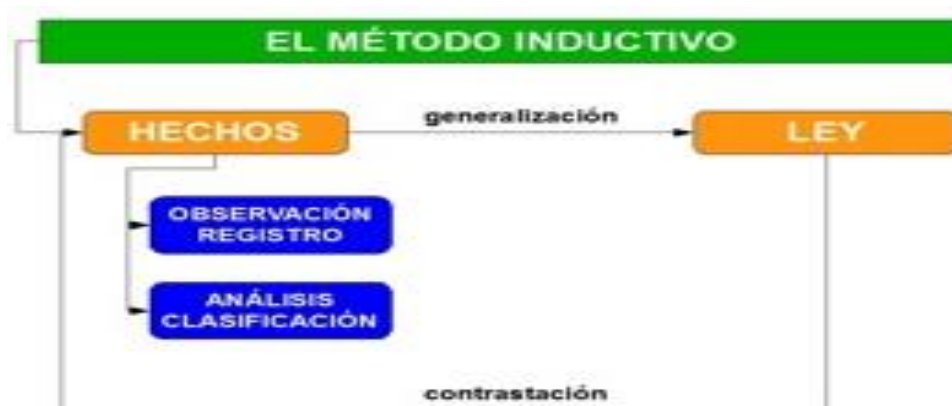 EL MÉTODO INDUCTIVO
HECHOS
generalización
LEY
OBSERVACIÓN
REGISTRO
ANÁLISIS
CLASIFICACIÓN
contrastación